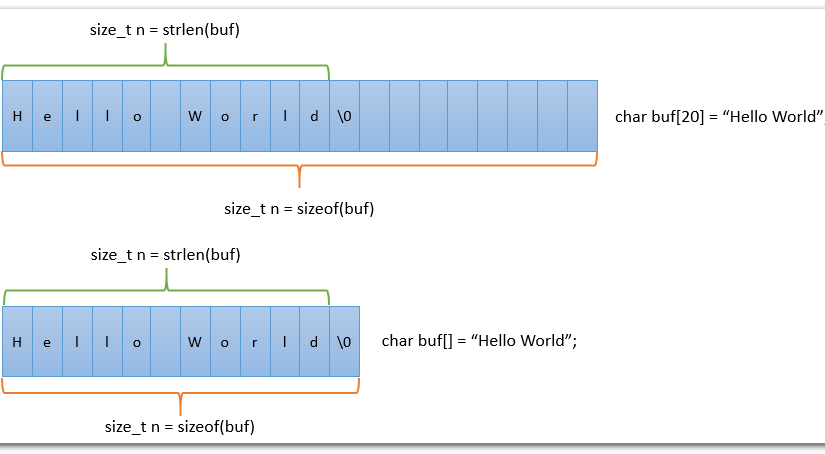 size_t n = strlen(buf)
H e l l o W o r l d \0
char buf[20] = “Hello World”;
size_t n = sizeof(buf)
size_t n = strlen(buf)
H e l l o W o r l d \0
char buf[] = “Hello World”;
size_t n = sizeof(buf)